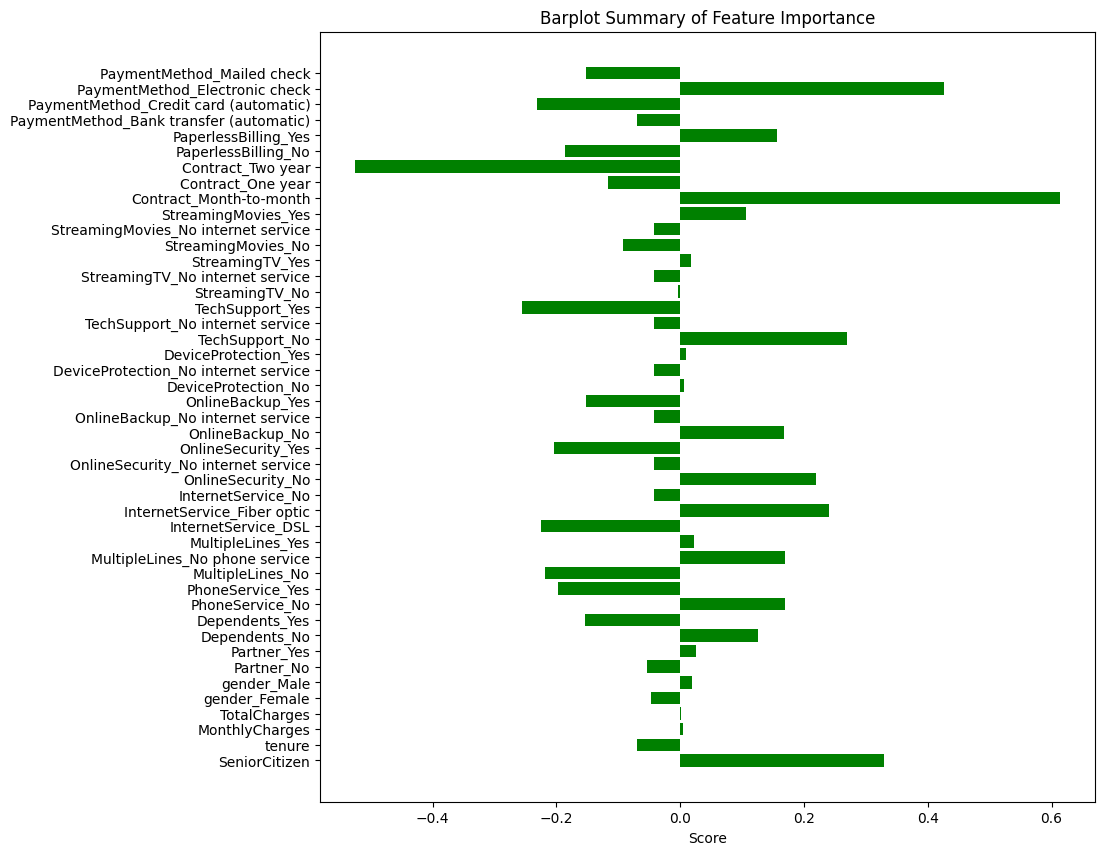 Barplot Summary of Feature Importance
PaymentMethod_Mailed check
PaymentMethod_Electronic check
PaymentMethod_Credit card (automatic)
PaymentMethod_Bank transfer (automatic)
PaperlessBilling_Yes
PaperlessBilling_No
Contract_Two year
Contract_One year
Contract_Month-to-month
StreamingMovies_Yes
StreamingMovies_No internet service
StreamingMovies_No
StreamingTV_Yes
StreamingTV_No internet service
StreamingTV_No
TechSupport_Yes
TechSupport_No internet service
TechSupport_No
DeviceProtection_Yes
DeviceProtection_No internet service
DeviceProtection_No
OnlineBackup_Yes
OnlineBackup_No internet service
OnlineBackup_No
OnlineSecurity_Yes
OnlineSecurity_No internet service
OnlineSecurity_No
InternetService_No
InternetService_Fiber optic
InternetService_DSL
MultipleLines_Yes
MultipleLines_No phone service
MultipleLines_No
PhoneService_Yes
PhoneService_No
Dependents_Yes
Dependents_No
Partner_Yes
Partner_No
gender_Male
gender_Female
TotalCharges
MonthlyCharges
tenure
SeniorCitizen
−0.4 −0.2 0.0 0.2 0.4 0.6
Score